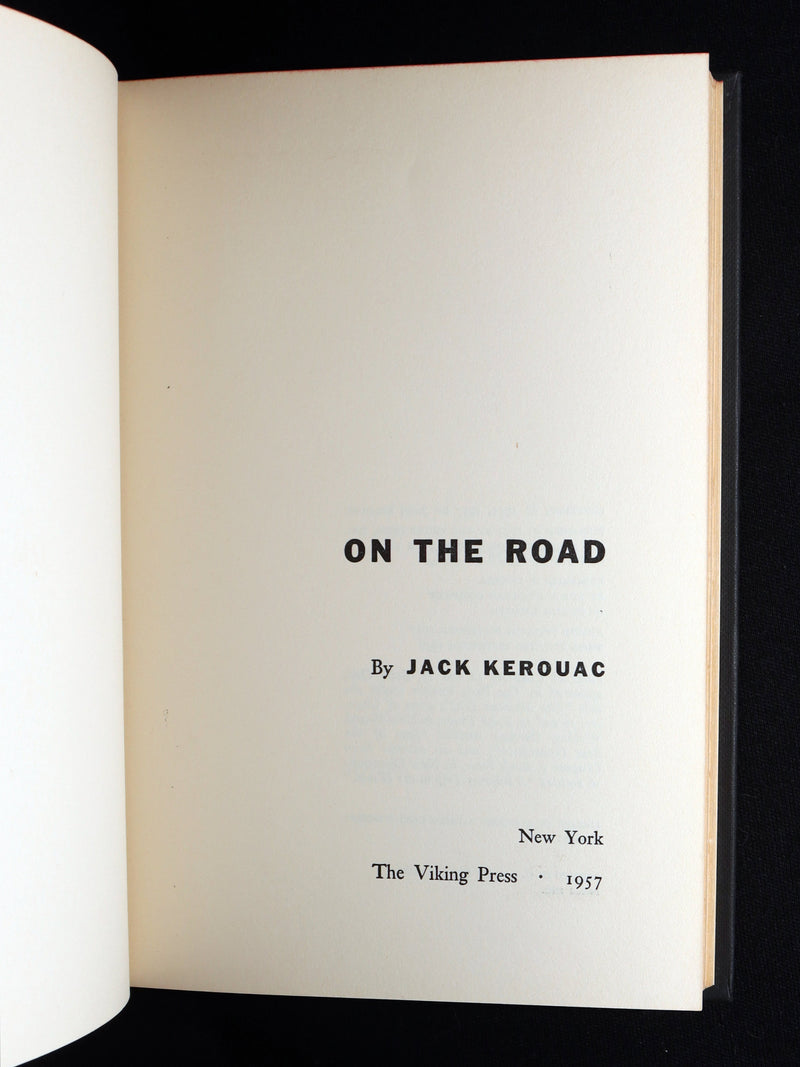 ON THE ROAD
By JACK KEROUAC
New York
The Viking Press · 1957